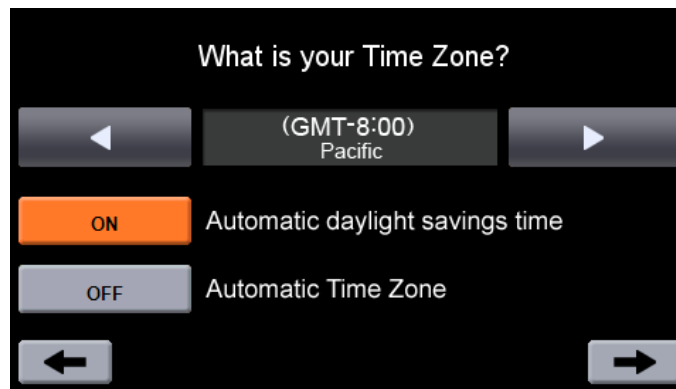 What is your Time Zone?
(GMT-8:00)
Pacific
ON Automatic daylight savings time
OFF Automatic Time Zone